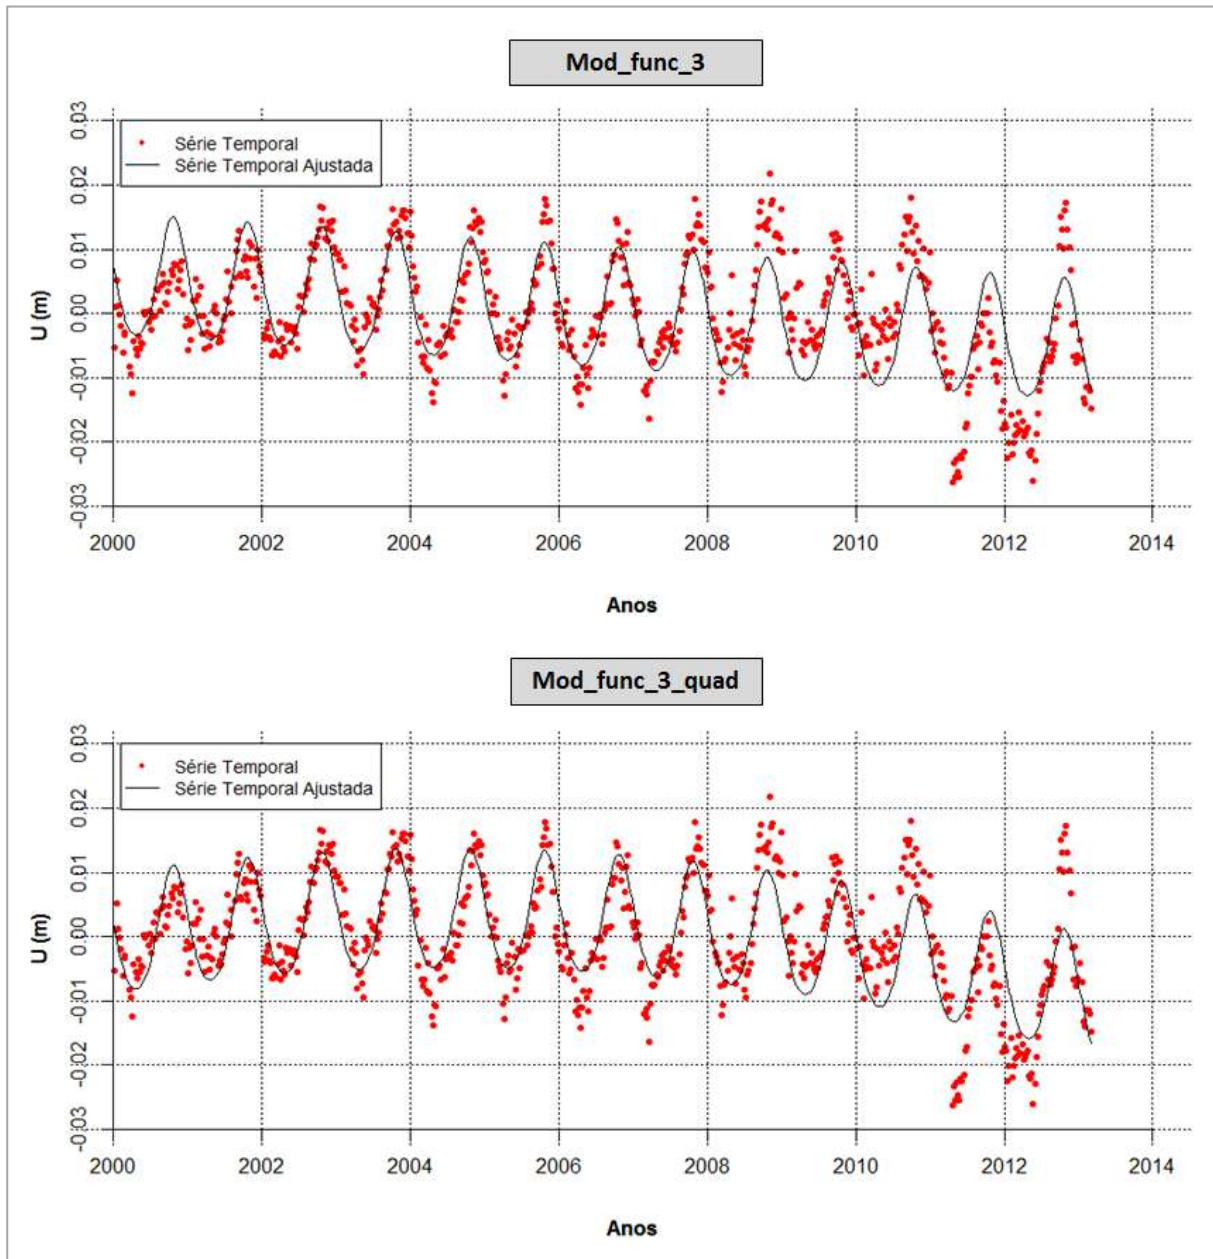 Mod_func_3
0.03
Série Temporal
Série Temporal Ajustada
0.02
0.01
0.00
-0.01
-0.02
-0.03
U (m)
2000 2002 2004 2006 2008 2010 2012 2014
Anos
Mod_func_3_quad
0.03
Série Temporal
Série Temporal Ajustada
0.02
0.01
0.00
-0.01
-0.02
-0.03
U (m)
2000 2002 2004 2006 2008 2010 2012 2014
Anos